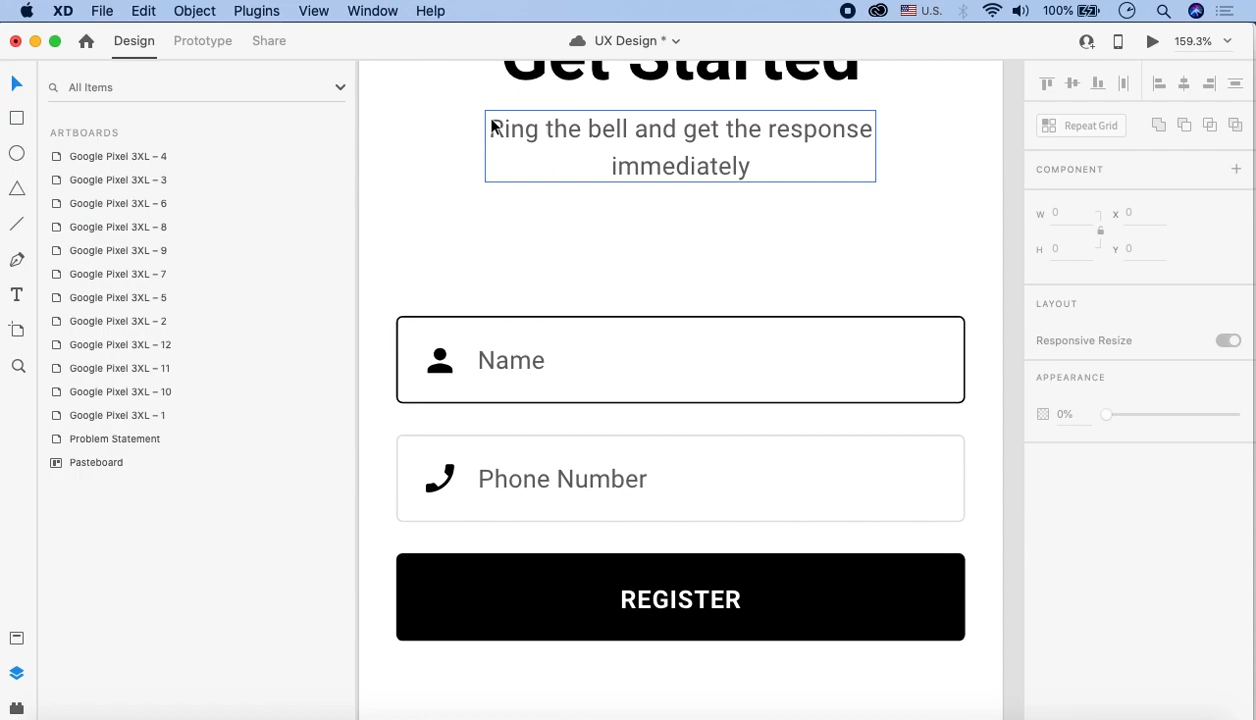 XD File Edit Object Plugins View Window Help U.S. 100%
Design Prototype Share UX Design * 159.3%
All Items
ARTBOARDS
Google Pixel 3XL – 4
Google Pixel 3XL – 3
Google Pixel 3XL – 6
Google Pixel 3XL – 8
Google Pixel 3XL – 9
Google Pixel 3XL – 7
Google Pixel 3XL – 5
Google Pixel 3XL – 2
Google Pixel 3XL – 12
Google Pixel 3XL – 11
Google Pixel 3XL – 10
Google Pixel 3XL – 1
Problem Statement
Pasteboard
Get Started
Ring the bell and get the response
immediately
Name
Phone Number
REGISTER
Repeat Grid
COMPONENT
W 0 X 0
H 0 Y 0
LAYOUT
Responsive Resize
APPEARANCE
0%